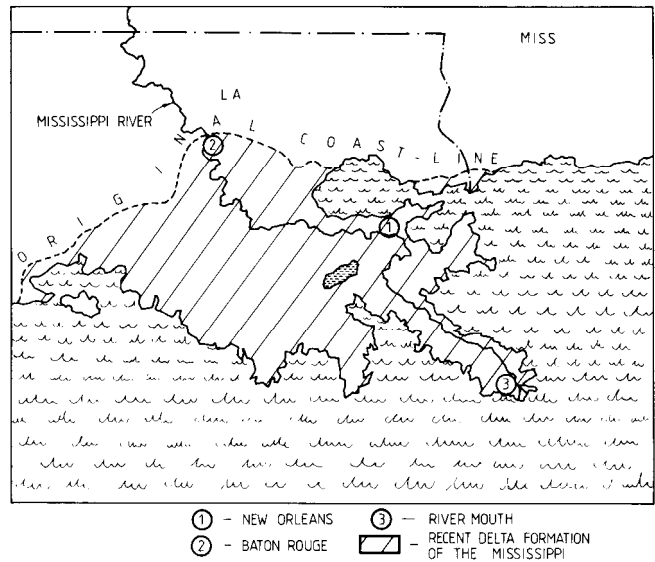 MISS
LA
MISSISSIPPI RIVER
ORIGINAL COAST-LINE
2
1
3
1 - NEW ORLEANS
2 - BATON ROUGE
3 - RIVER MOUTH
- RECENT DELTA FORMATION
OF THE MISSISSIPPI